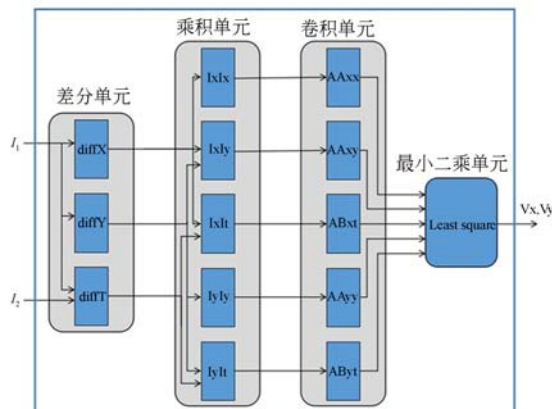 乘积单元
卷积单元
差分单元
最小二乘单元
I1
I2
diffX
diffY
diffT
IxIx
IxIy
IxIt
IyIy
IyIt
AAxx
AAxy
ABxt
AAyy
AByt
Least square
Vx,Vy